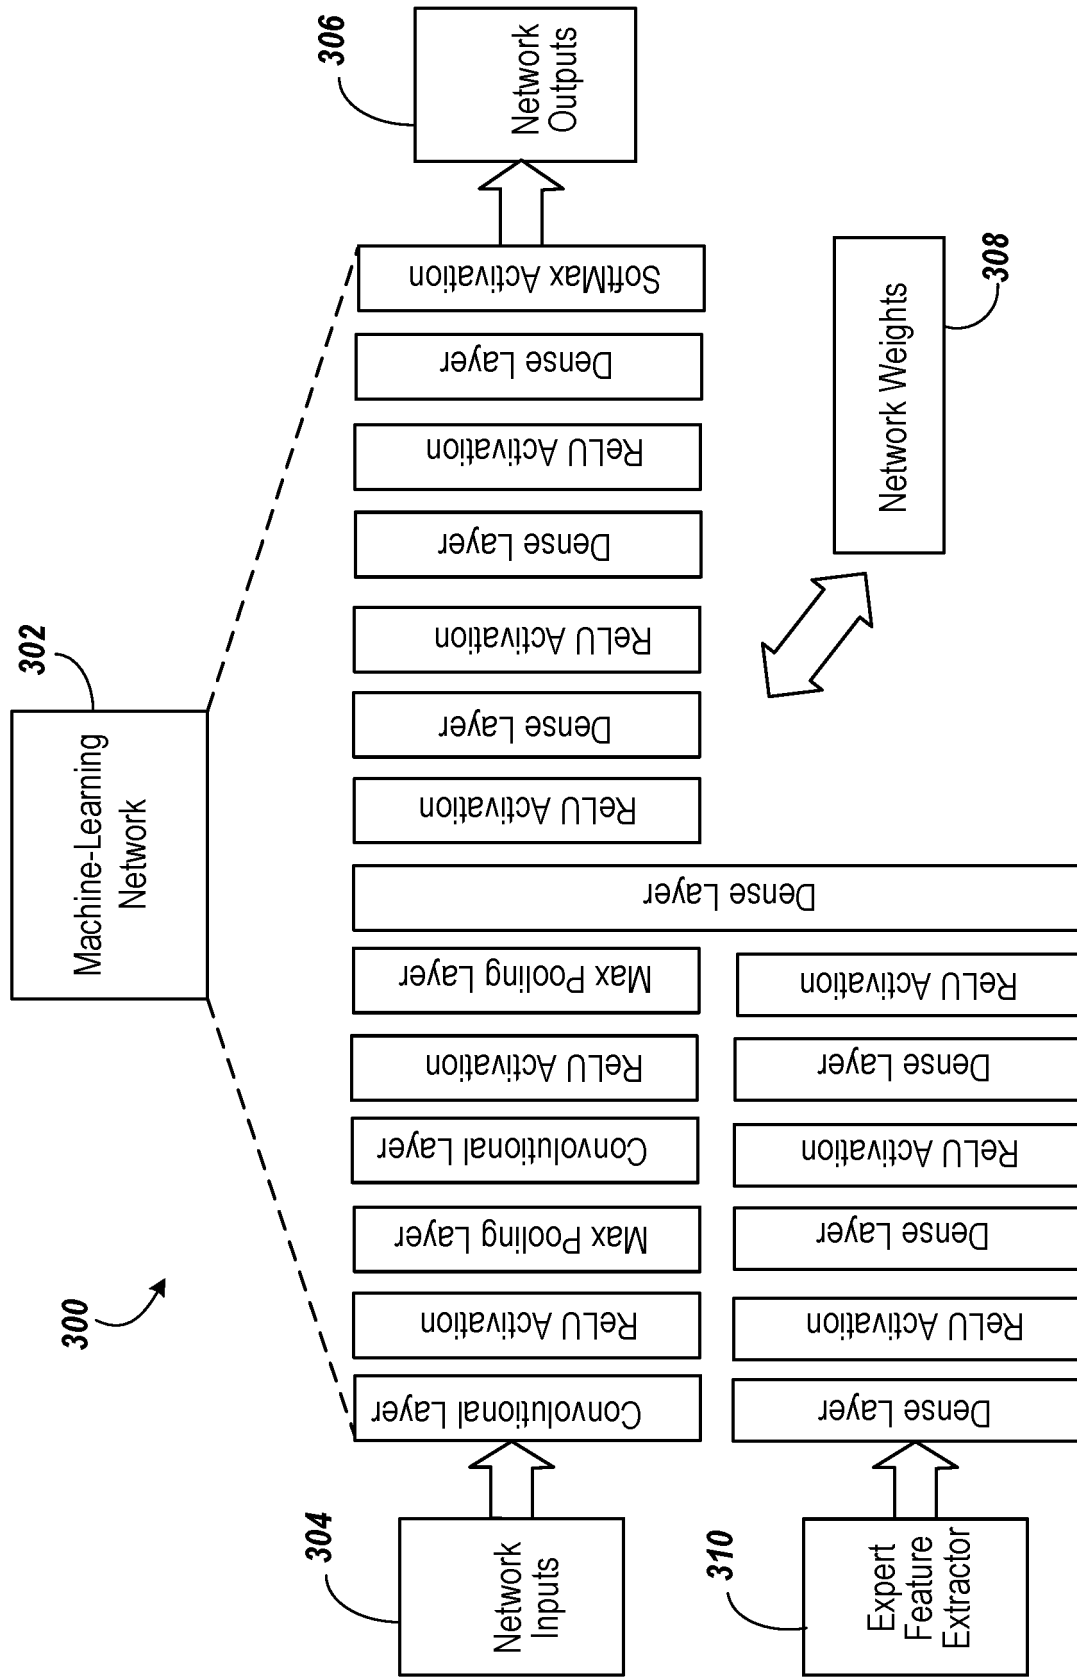 300
302
Machine-Learning
Network
304
Network
Inputs
Convolutional Layer
ReLU Activation
Max Pooling Layer
Convolutional Layer
ReLU Activation
Max Pooling Layer
Dense Layer
ReLU Activation
Dense Layer
ReLU Activation
Dense Layer
ReLU Activation
Dense Layer
SoftMax Activation
306
Network
Outputs
310
Expert
Feature
Extractor
Dense Layer
ReLU Activation
Dense Layer
ReLU Activation
Dense Layer
ReLU Activation
Network Weights
308